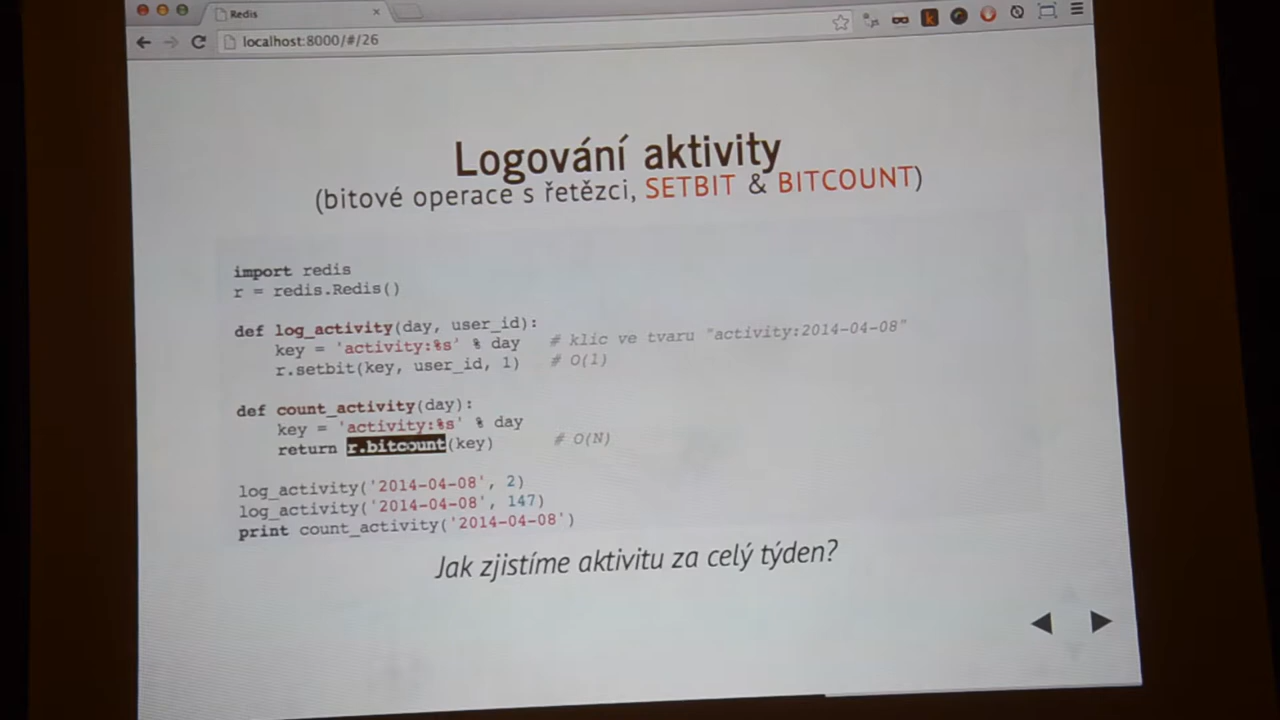 Redis
localhost:8000/#/26
Logování aktivity
(bitové operace s řetězci, SETBIT & BITCOUNT)
import redis
r = redis.Redis()
def log_activity(day, user_id):
key = 'activity:%s' % day # klic ve tvaru "activity:2014-04-08"
r.setbit(key, user_id, 1) # O(1)
def count_activity(day):
key = 'activity:%s' % day
return r.bitcount(key) # O(N)
log_activity('2014-04-08', 2)
log_activity('2014-04-08', 147)
print count_activity('2014-04-08')
Jak zjistíme aktivitu za celý týden?